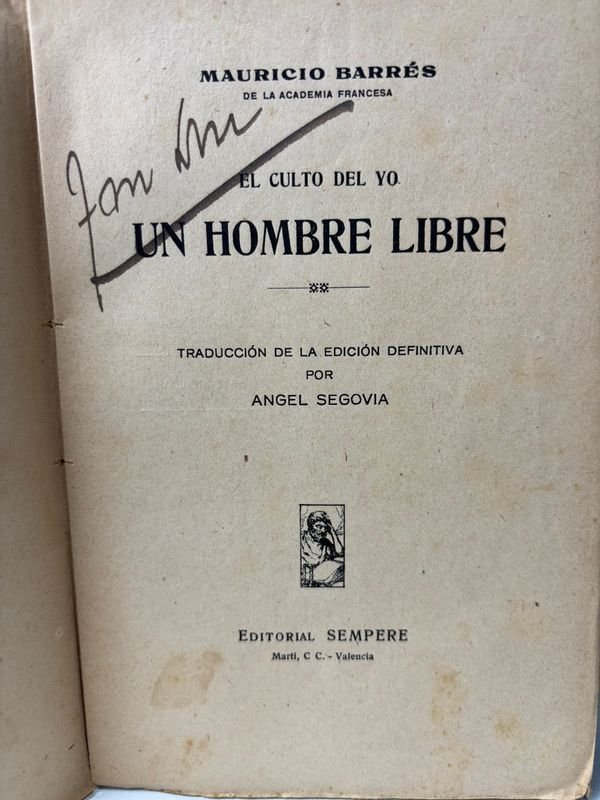 MAURICIO BARRÉS
DE LA ACADEMIA FRANCESA
EL CULTO DEL YO
UN HOMBRE LIBRE
TRADUCCIÓN DE LA EDICIÓN DEFINITIVA
POR
ANGEL SEGOVIA
EDITORIAL SEMPERE
Martí, C C. - Valencia